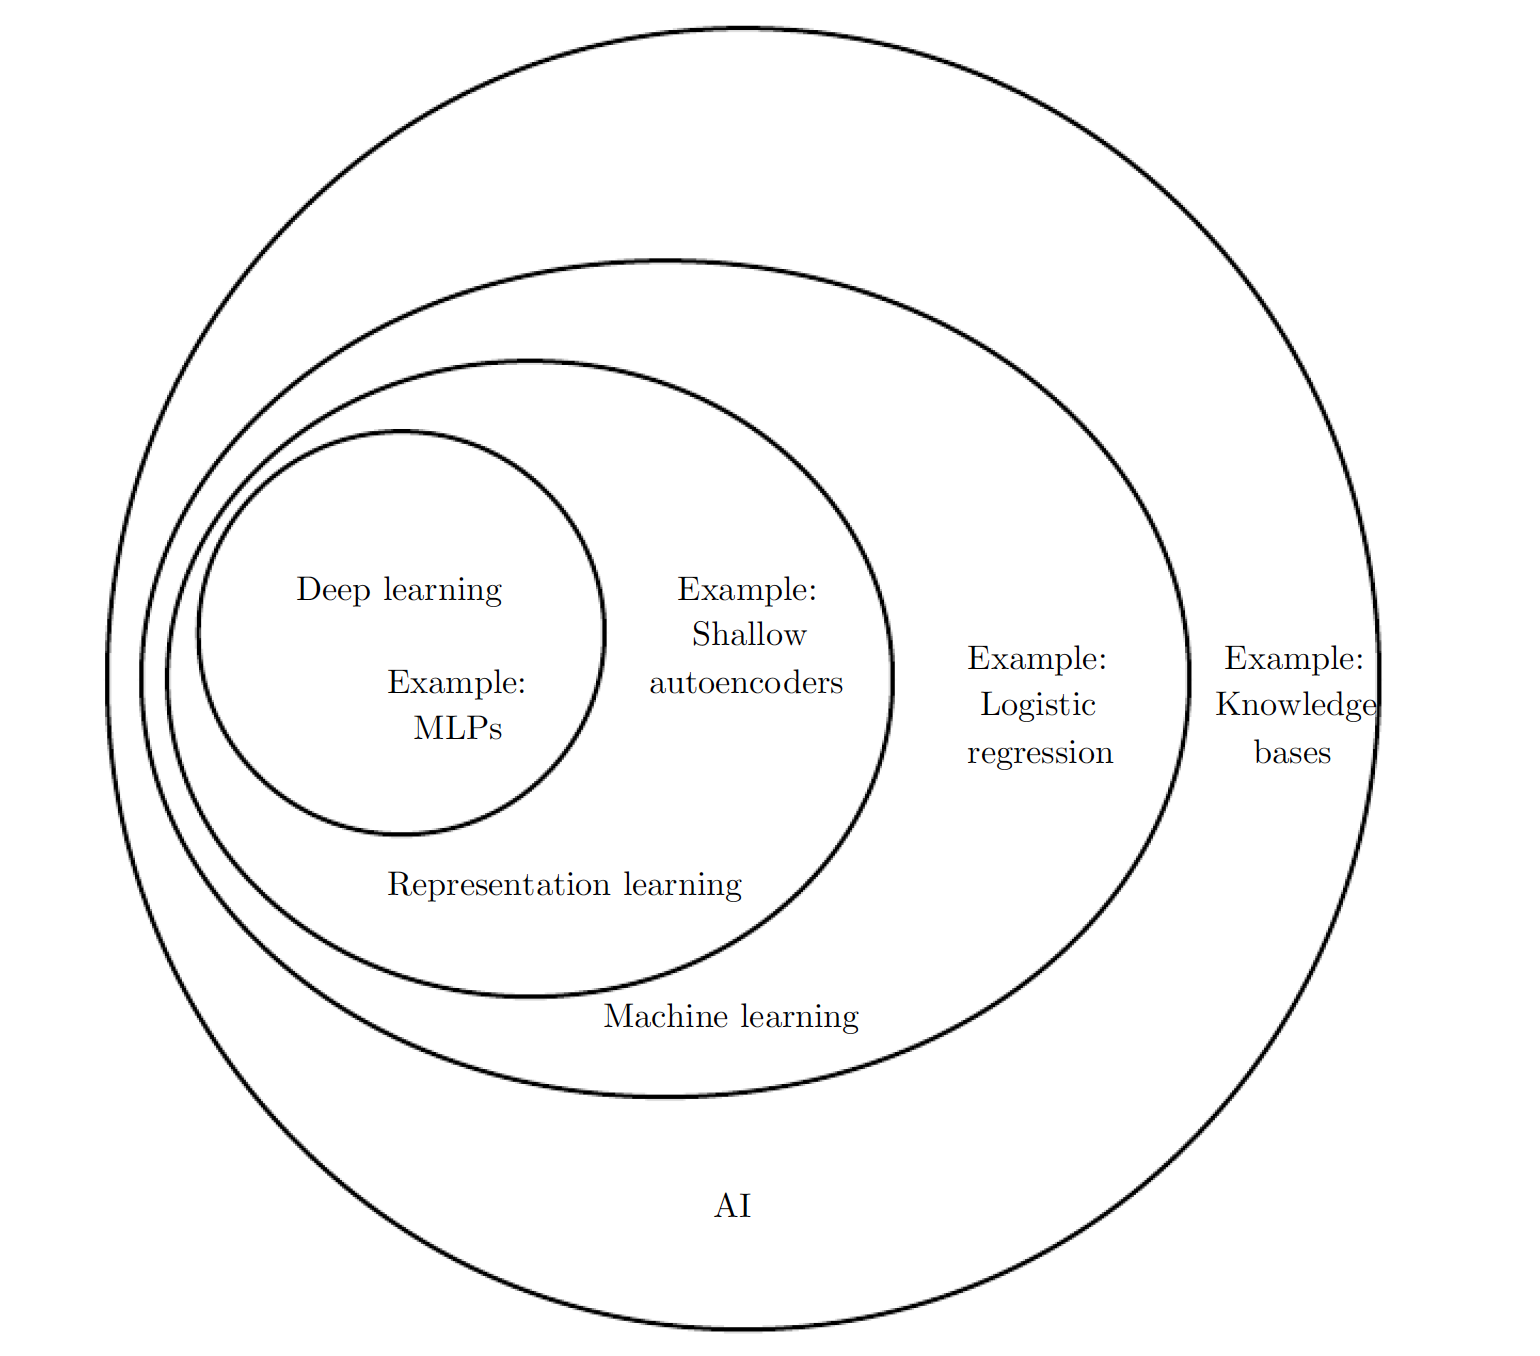 Deep learning
Example:
MLPs
Example:
Shallow
autoencoders
Example:
Logistic
regression
Example:
Knowledge
bases
Representation learning
Machine learning
AI